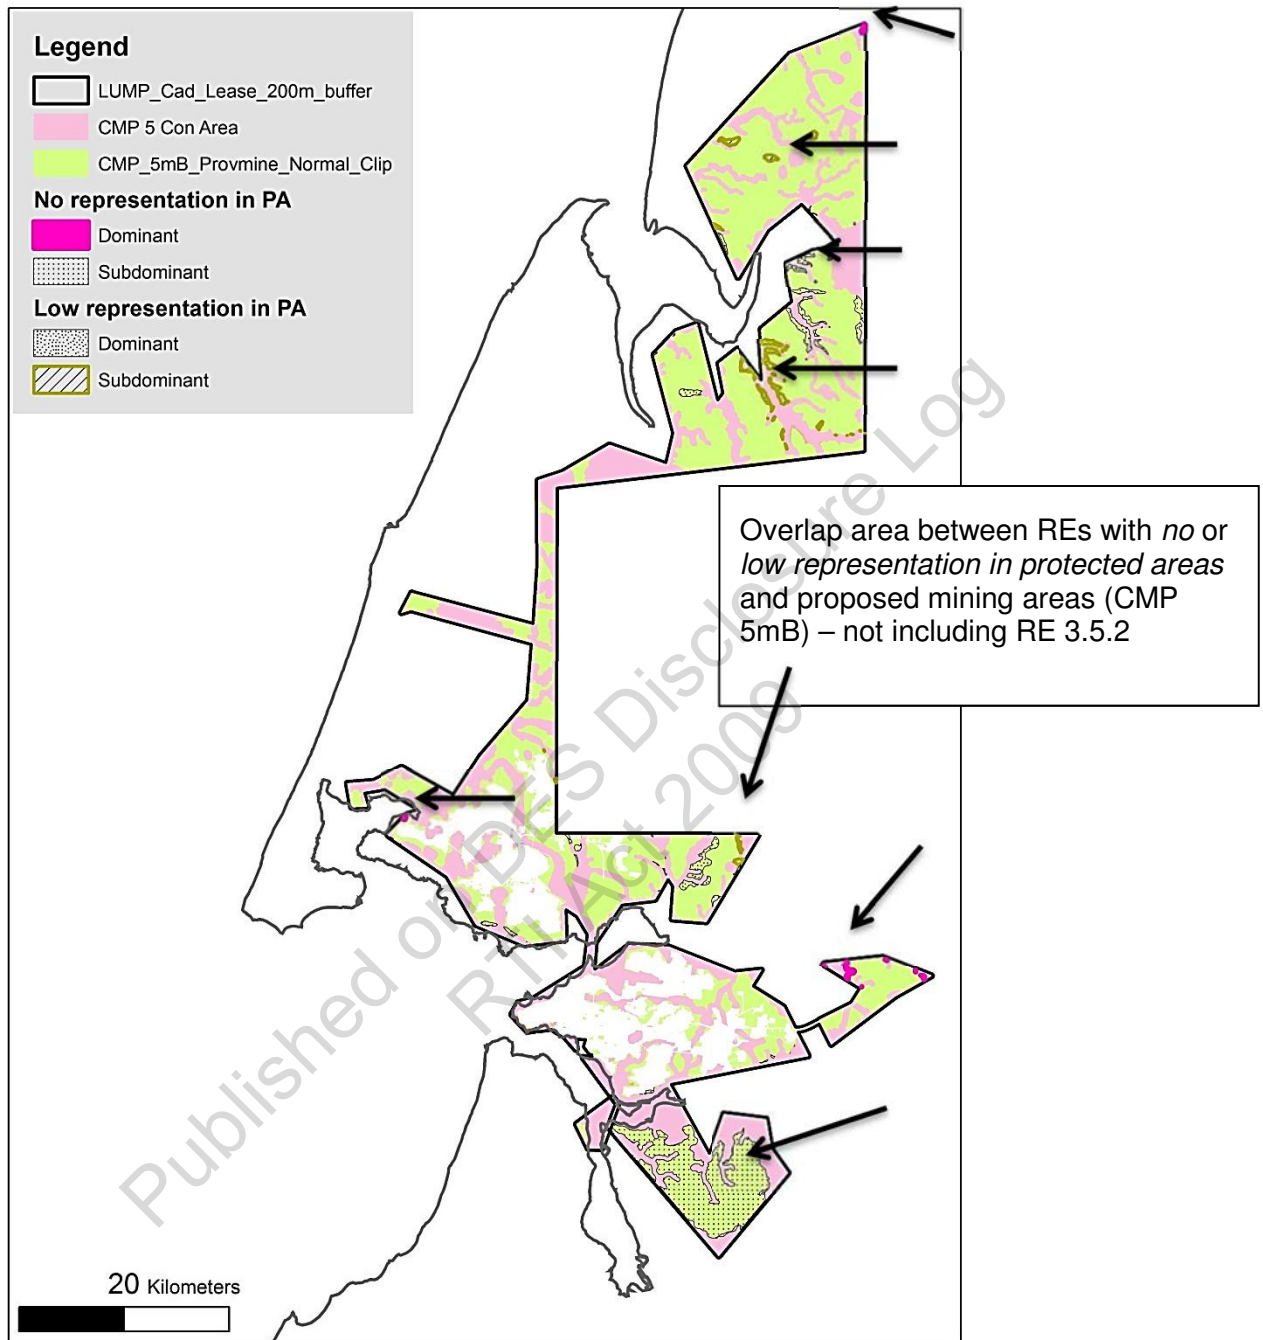 Legend
LUMP_Cad_Lease_200m_buffer
CMP 5 Con Area
CMP_5mB_Provmine_Normal_Clip
No representation in PA
Dominant
Subdominant
Low representation in PA
Dominant
Subdominant
Overlap area between REs with no or
low representation in protected areas
and proposed mining areas (CMP
5mB) – not including RE 3.5.2
20 Kilometers
Published on DES Disclosure Log
RTI Act 2009